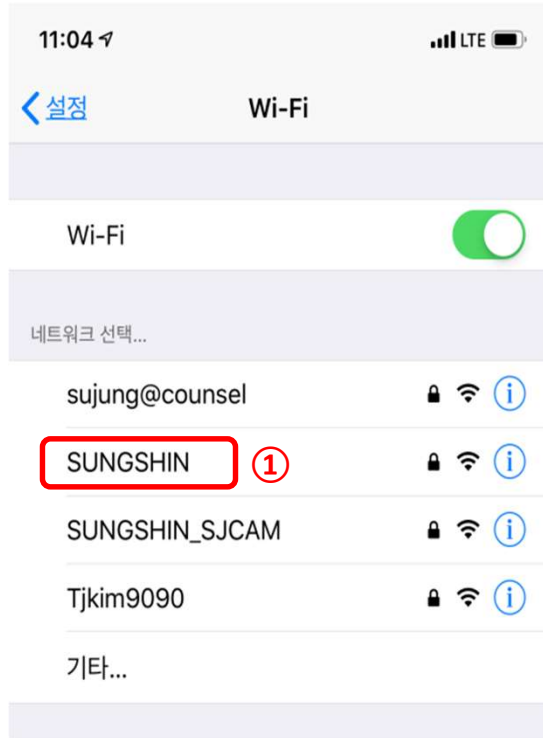 11:04
LTE
설정
Wi-Fi
Wi-Fi
네트워크 선택...
sujung@counsel
SUNGSHIN ①
SUNGSHIN_SJCAM
Tjkim9090
기타...